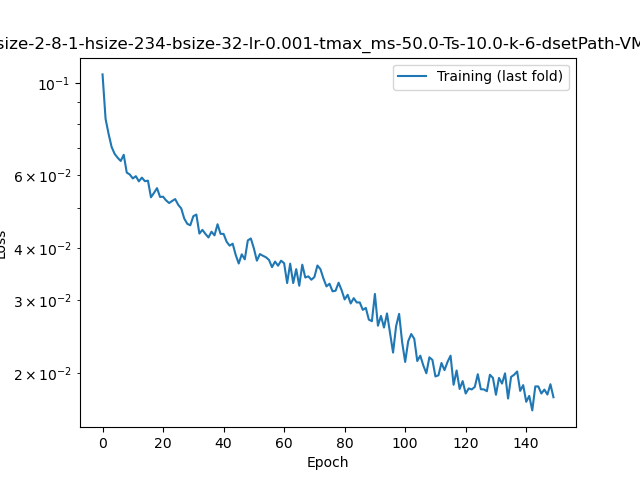 size-2-8-1-hsize-234-bsize-32-lr-0.001-tmax_ms-50.0-Ts-10.0-k-6-dsetPath-VM
Training (last fold)
10⁻¹
6 × 10⁻²
4 × 10⁻²
3 × 10⁻²
2 × 10⁻²
Loss
0 20 40 60 80 100 120 140
Epoch